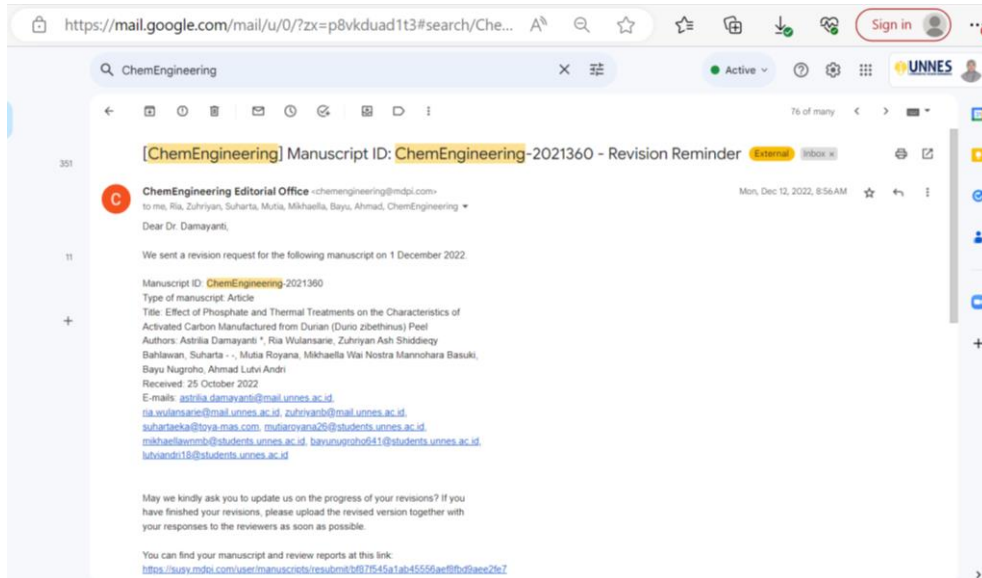 https://mail.google.com/mail/u/0/?zx=p8vkduad1t3#search/Che...
Sign in
ChemEngineering
Active
UNNES
76 of many
351
[ChemEngineering] Manuscript ID: ChemEngineering-2021360 - Revision Reminder External Inbox x
C
ChemEngineering Editorial Office <chemengineering@mdpi.com>
Mon, Dec 12, 2022, 8:56 AM
to me, Ria, Zuhriyan, Suharta, Mutia, Mikhaella, Bayu, Ahmad, ChemEngineering
Dear Dr. Damayanti,
11
We sent a revision request for the following manuscript on 1 December 2022.
Manuscript ID: ChemEngineering-2021360
Type of manuscript: Article
Title: Effect of Phosphate and Thermal Treatments on the Characteristics of
Activated Carbon Manufactured from Durian (Durio zibethinus) Peel
Authors: Astrilia Damayanti *, Ria Wulansarie, Zuhriyan Ash Shiddieqy
Bahlawan, Suharta - -, Mutia Royana, Mikhaella Wai Nostra Mannohara Basuki,
Bayu Nugroho, Ahmad Lutvi Andri
Received: 25 October 2022
E-mails: astrilia.damayanti@mail.unnes.ac.id,
ria.wulansarie@mail.unnes.ac.id, zuhriyanb@mail.unnes.ac.id,
suhartaeka@toya-mas.com, mutiaroyana26@students.unnes.ac.id,
mikhaellawnmb@students.unnes.ac.id, bayunugroho641@students.unnes.ac.id,
lutviandri18@students.unnes.ac.id
May we kindly ask you to update us on the progress of your revisions? If you
have finished your revisions, please upload the revised version together with
your responses to the reviewers as soon as possible.
You can find your manuscript and review reports at this link:
https://susy.mdpi.com/user/manuscripts/resubmit/bf87f545a1ab45556aef8fbd9aee2fe7